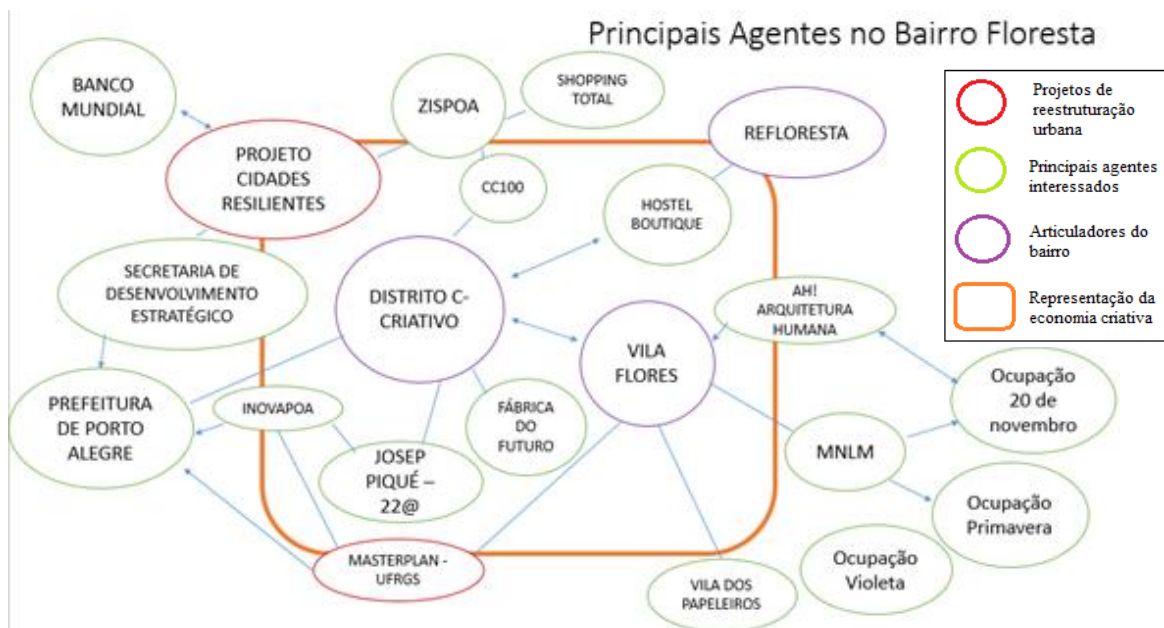 Principais Agentes no Bairro Floresta
BANCO
MUNDIAL
ZISPOA
SHOPPING
TOTAL
REFLORESTA
PROJETO
CIDADES
RESILIENTES
CC100
HOSTEL
BOUTIQUE
SECRETARIA DE
DESENVOLVIMENTO
ESTRATÉGICO
DISTRITO C-
CRIATIVO
AH!
ARQUITETURA
HUMANA
VILA
FLORES
PREFEITURA
DE PORTO
ALEGRE
INOVAPOA
FÁBRICA
DO
FUTURO
JOSEP
PIQUÉ –
22@
MNLM
Ocupação
20 de
novembro
Ocupação
Primavera
Ocupação
Violeta
MASTERPLAN -
UFRGS
VILA DOS
PAPELEIROS
Projetos de
reestruturação
urbana
Principais agentes
interessados
Articuladores do
bairro
Representação da
economia criativa